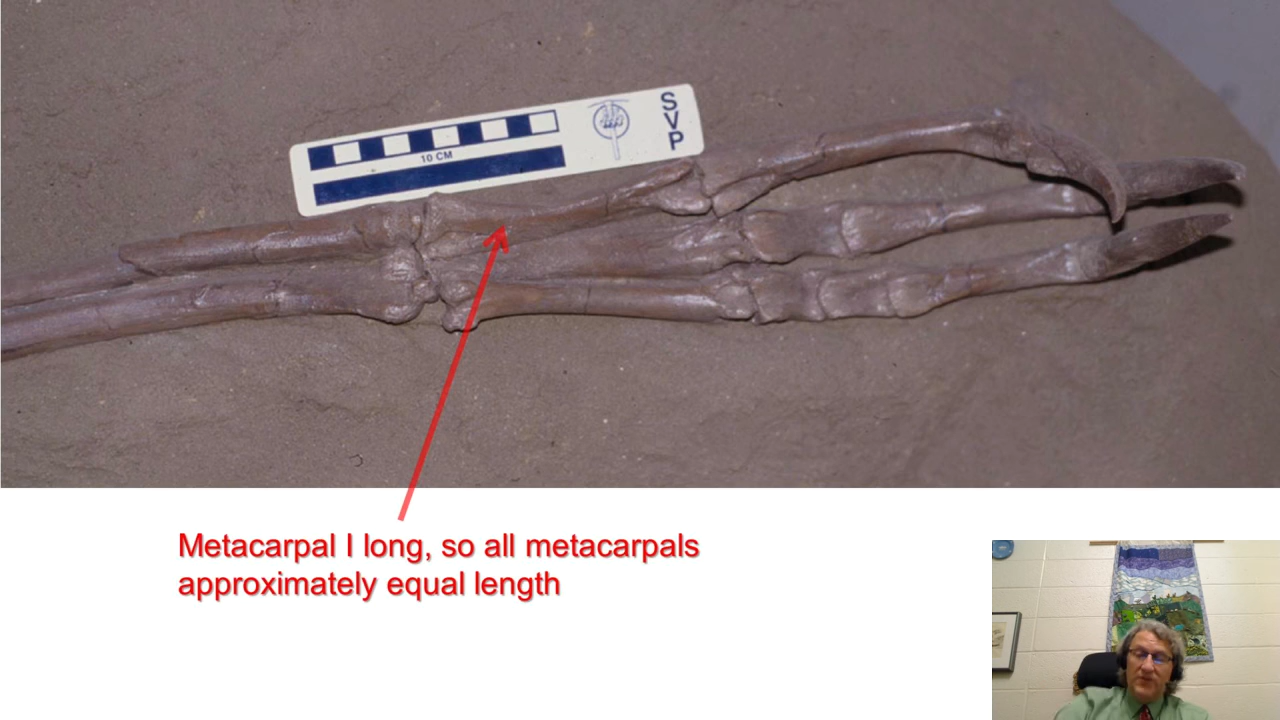 SVP
10 CM
Metacarpal I long, so all metacarpals
approximately equal length